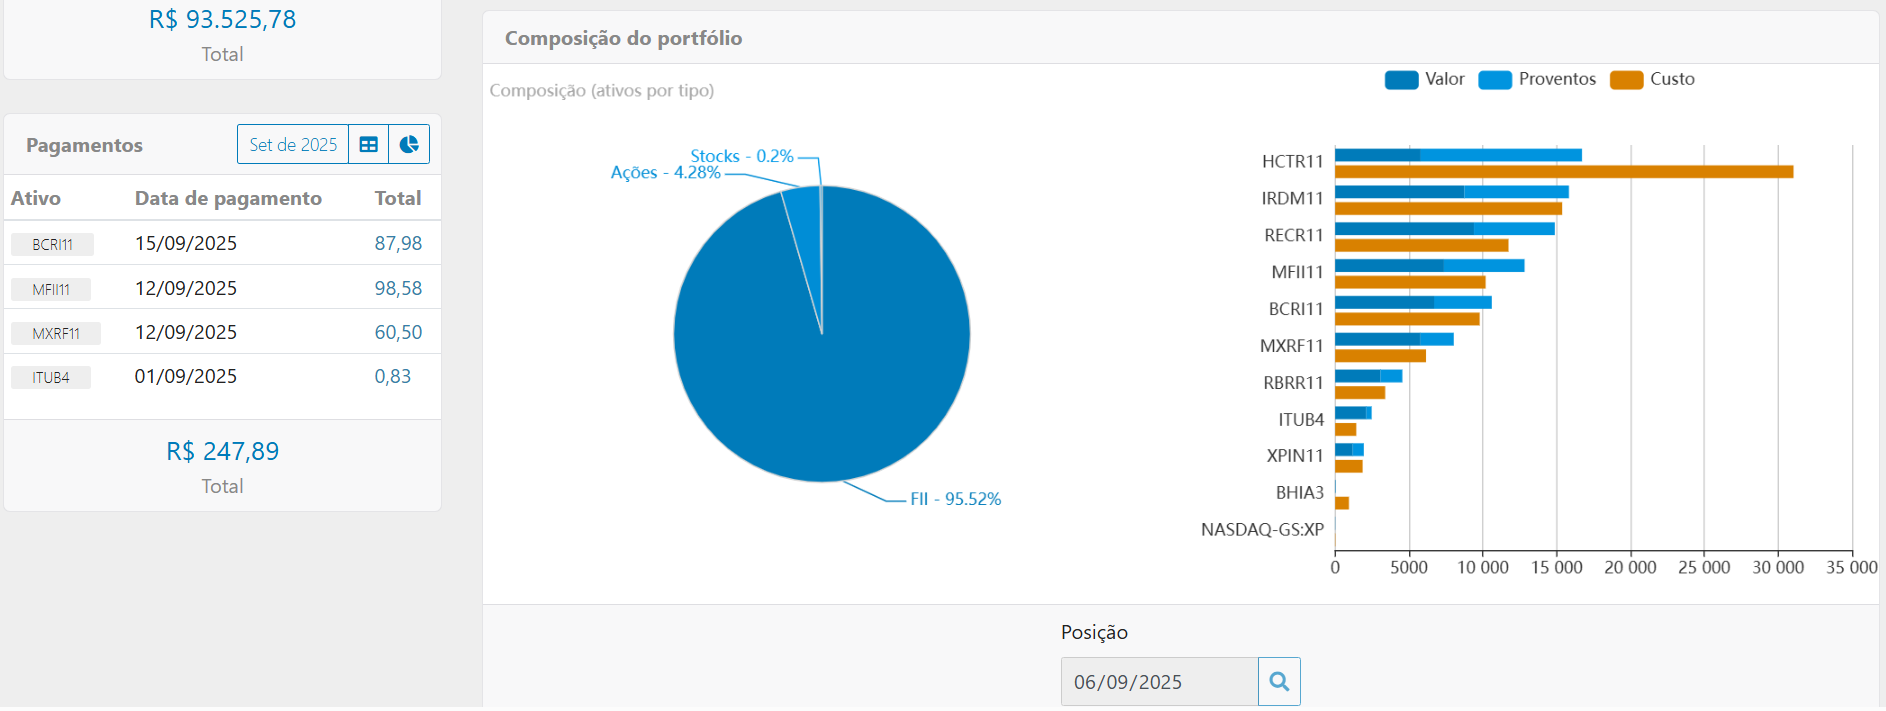 R$ 93.525,78
Total
Pagamentos
Set de 2025
Ativo Data de pagamento Total
BCRI11 15/09/2025 87,98
MFII11 12/09/2025 98,58
MXRF11 12/09/2025 60,50
ITUB4 01/09/2025 0,83
R$ 247,89
Total
Composição do portfólio
Composição (ativos por tipo)
Stocks - 0.2%
Ações - 4.28%
FII - 95.52%
Valor Proventos Custo
HCTR11
IRDM11
RECR11
MFII11
BCRI11
MXRF11
RBRR11
ITUB4
XPIN11
BHIA3
NASDAQ-GS:XP
0 5000 10 000 15 000 20 000 25 000 30 000 35 000
Posição
06/09/2025